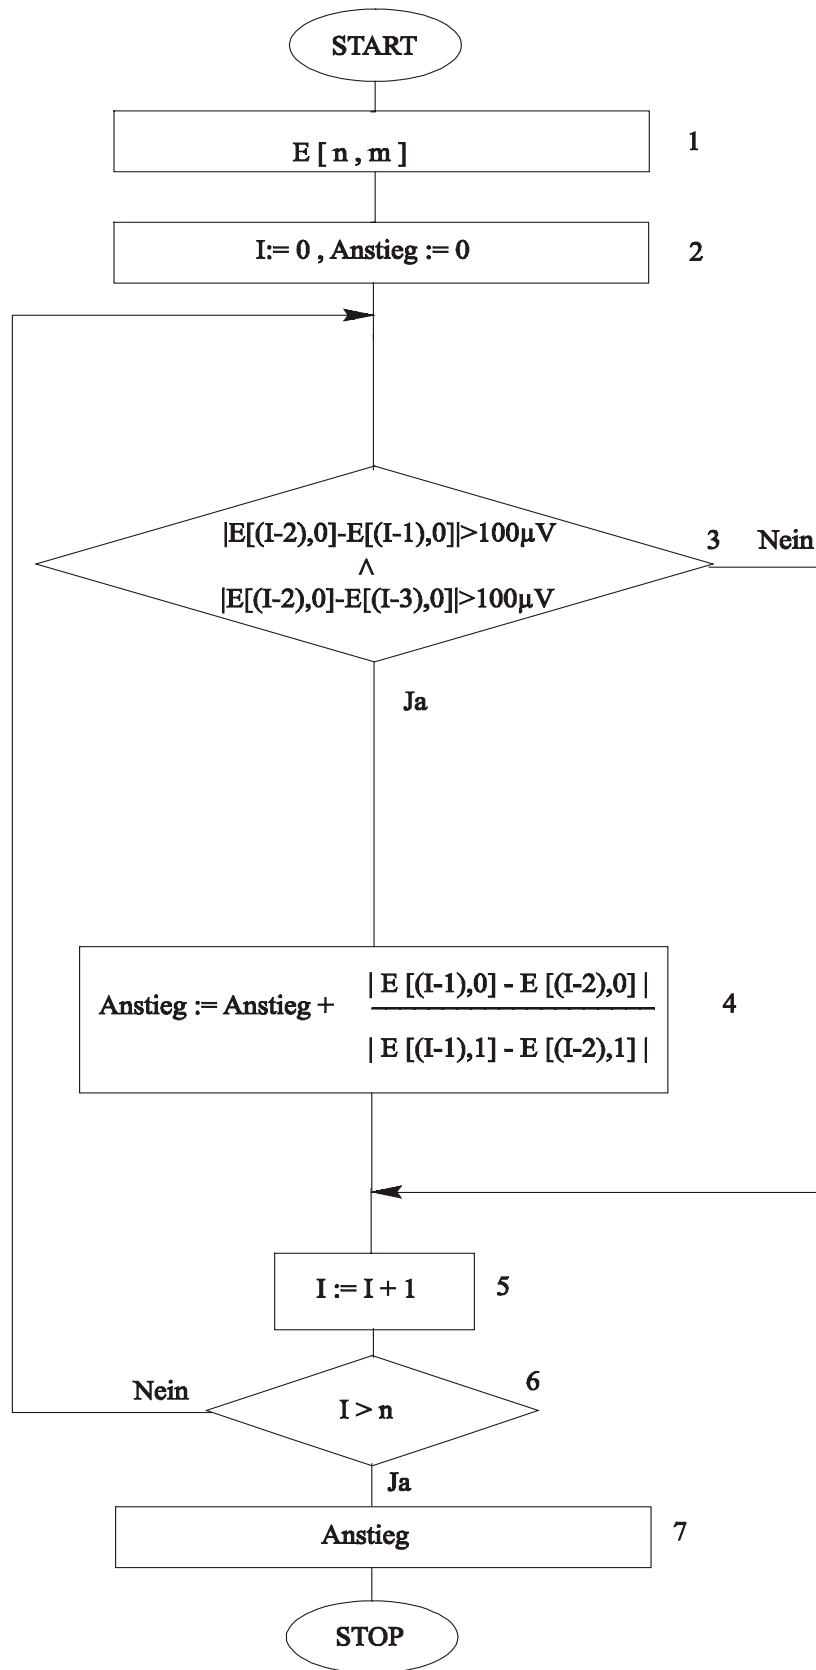 START
E [ n , m ]
1
I:= 0 , Anstieg := 0
2
|E[(I-2),0]-E[(I-1),0]|>100µV
3
Nein
^
|E[(I-2),0]-E[(I-3),0]|>100µV
Ja
| E [(I-1),0] - E [(I-2),0] |
Anstieg := Anstieg +
4
| E [(I-1),1] - E [(I-2),1] |
I := I + 1
5
6
Nein
I > n
Ja
Anstieg
7
STOP